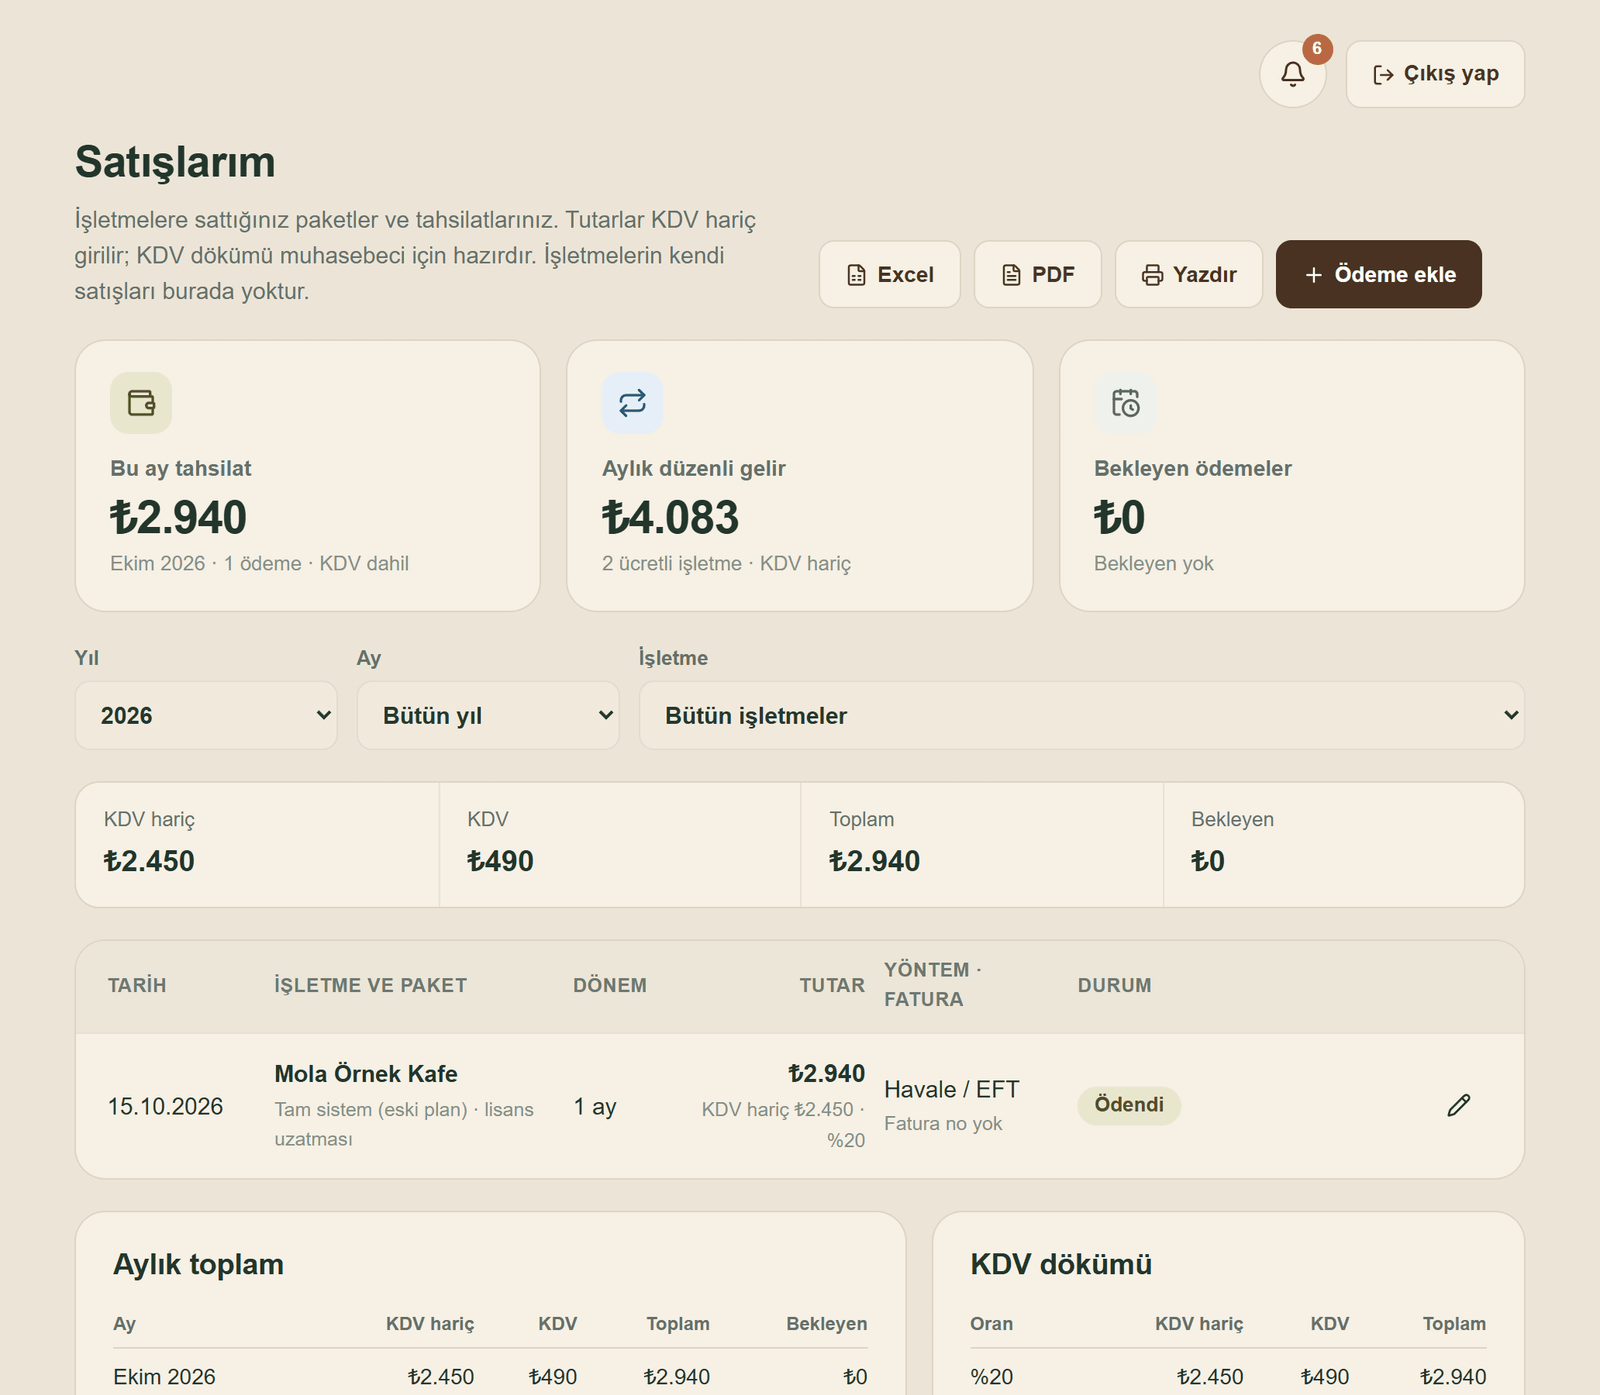 6
Çıkış yap
Satışlarım
İşletmelere sattığınız paketler ve tahsilatlarınız. Tutarlar KDV hariç
girilir; KDV dökümü muhasebeci için hazırdır. İşletmelerin kendi
satışları burada yoktur.
Excel
PDF
Yazdır
Ödeme ekle
Bu ay tahsilat
₺2.940
Ekim 2026 · 1 ödeme · KDV dahil
Aylık düzenli gelir
₺4.083
2 ücretli işletme · KDV hariç
Bekleyen ödemeler
₺0
Bekleyen yok
Yıl
2026
Ay
Bütün yıl
İşletme
Bütün işletmeler
KDV hariç
₺2.450
KDV
₺490
Toplam
₺2.940
Bekleyen
₺0
TARİH
İŞLETME VE PAKET
DÖNEM
TUTAR
YÖNTEM ·
FATURA
DURUM
15.10.2026
Mola Örnek Kafe
Tam sistem (eski plan) · lisans
uzatması
1 ay
₺2.940
KDV hariç ₺2.450 ·
%20
Havale / EFT
Fatura no yok
Ödendi
Aylık toplam
Ay KDV hariç KDV Toplam Bekleyen
Ekim 2026 ₺2.450 ₺490 ₺2.940 ₺0
KDV dökümü
Oran KDV hariç KDV Toplam
%20 ₺2.450 ₺490 ₺2.940